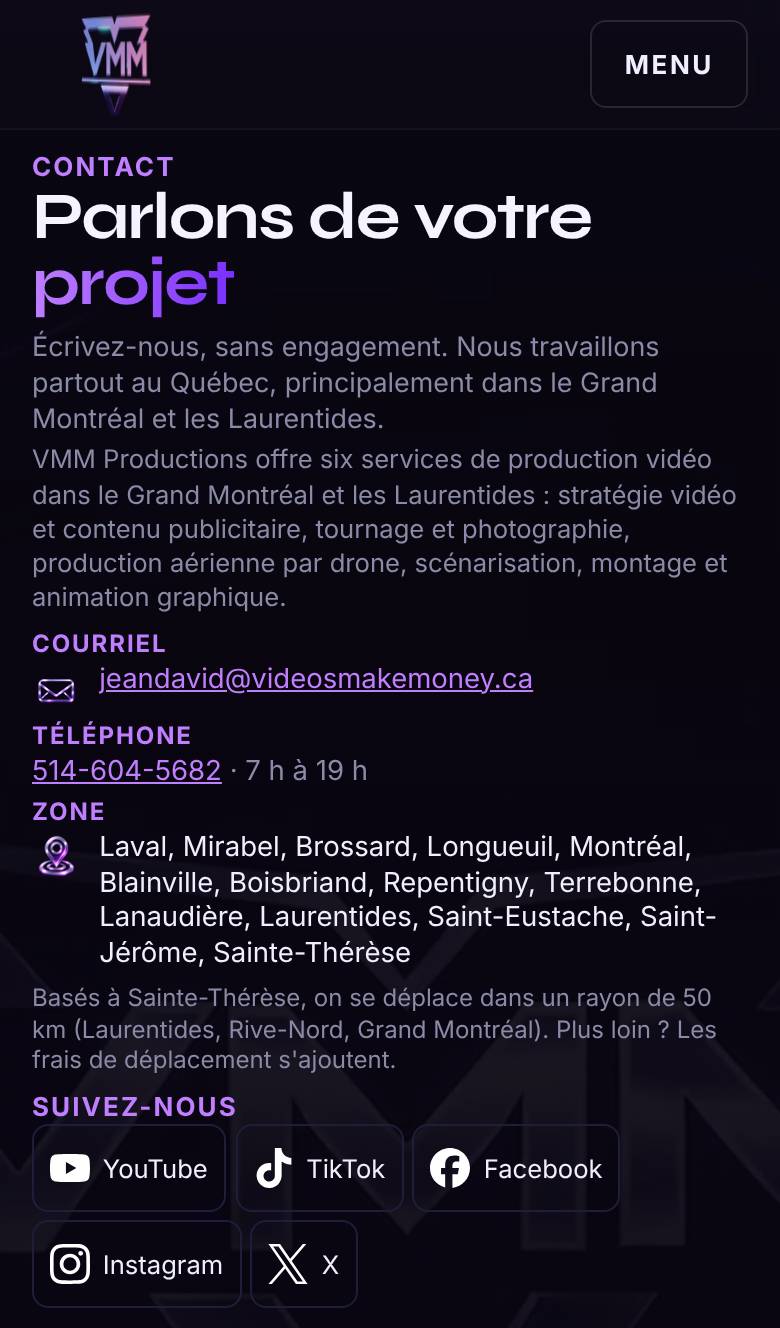 VMM
MENU
CONTACT
Parlons de votre
projet
Écrivez-nous, sans engagement. Nous travaillons
partout au Québec, principalement dans le Grand
Montréal et les Laurentides.
VMM Productions offre six services de production vidéo
dans le Grand Montréal et les Laurentides : stratégie vidéo
et contenu publicitaire, tournage et photographie,
production aérienne par drone, scénarisation, montage et
animation graphique.
COURRIEL
jeandavid@videosmakemoney.ca
TÉLÉPHONE
514-604-5682 · 7 h à 19 h
ZONE
Laval, Mirabel, Brossard, Longueuil, Montréal,
Blainville, Boisbriand, Repentigny, Terrebonne,
Lanaudière, Laurentides, Saint-Eustache, Saint-
Jérôme, Sainte-Thérèse
Basés à Sainte-Thérèse, on se déplace dans un rayon de 50
km (Laurentides, Rive-Nord, Grand Montréal). Plus loin ? Les
frais de déplacement s'ajoutent.
SUIVEZ-NOUS
YouTube
TikTok
Facebook
Instagram
X